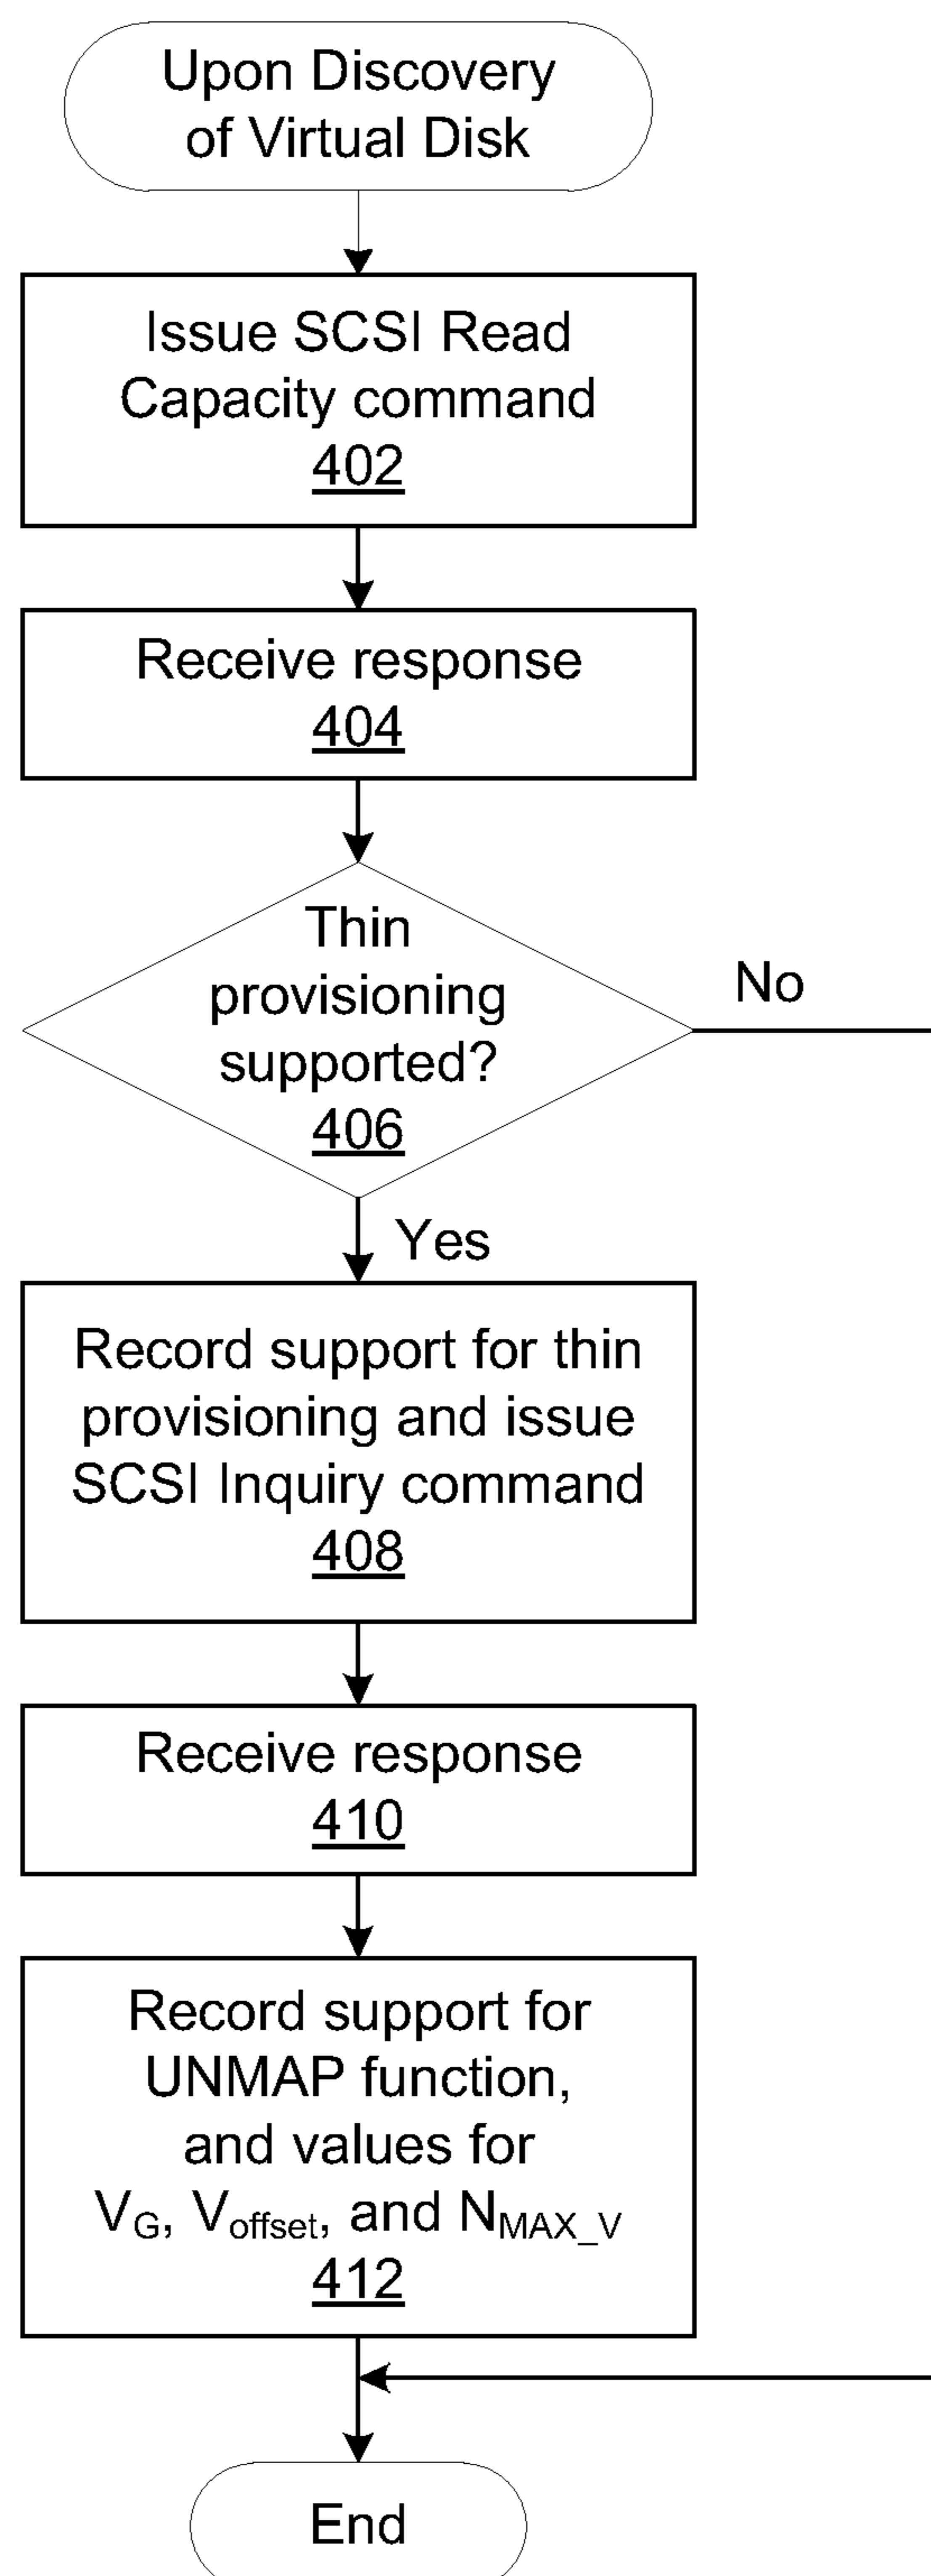 Upon Discovery
of Virtual Disk
Issue SCSI Read
Capacity command
402
Receive response
404
Thin
provisioning
supported?
406
No
Yes
Record support for thin
provisioning and issue
SCSI Inquiry command
408
Receive response
410
Record support for
UNMAP function,
and values for
VG, Voffset, and NMAX_V
412
End